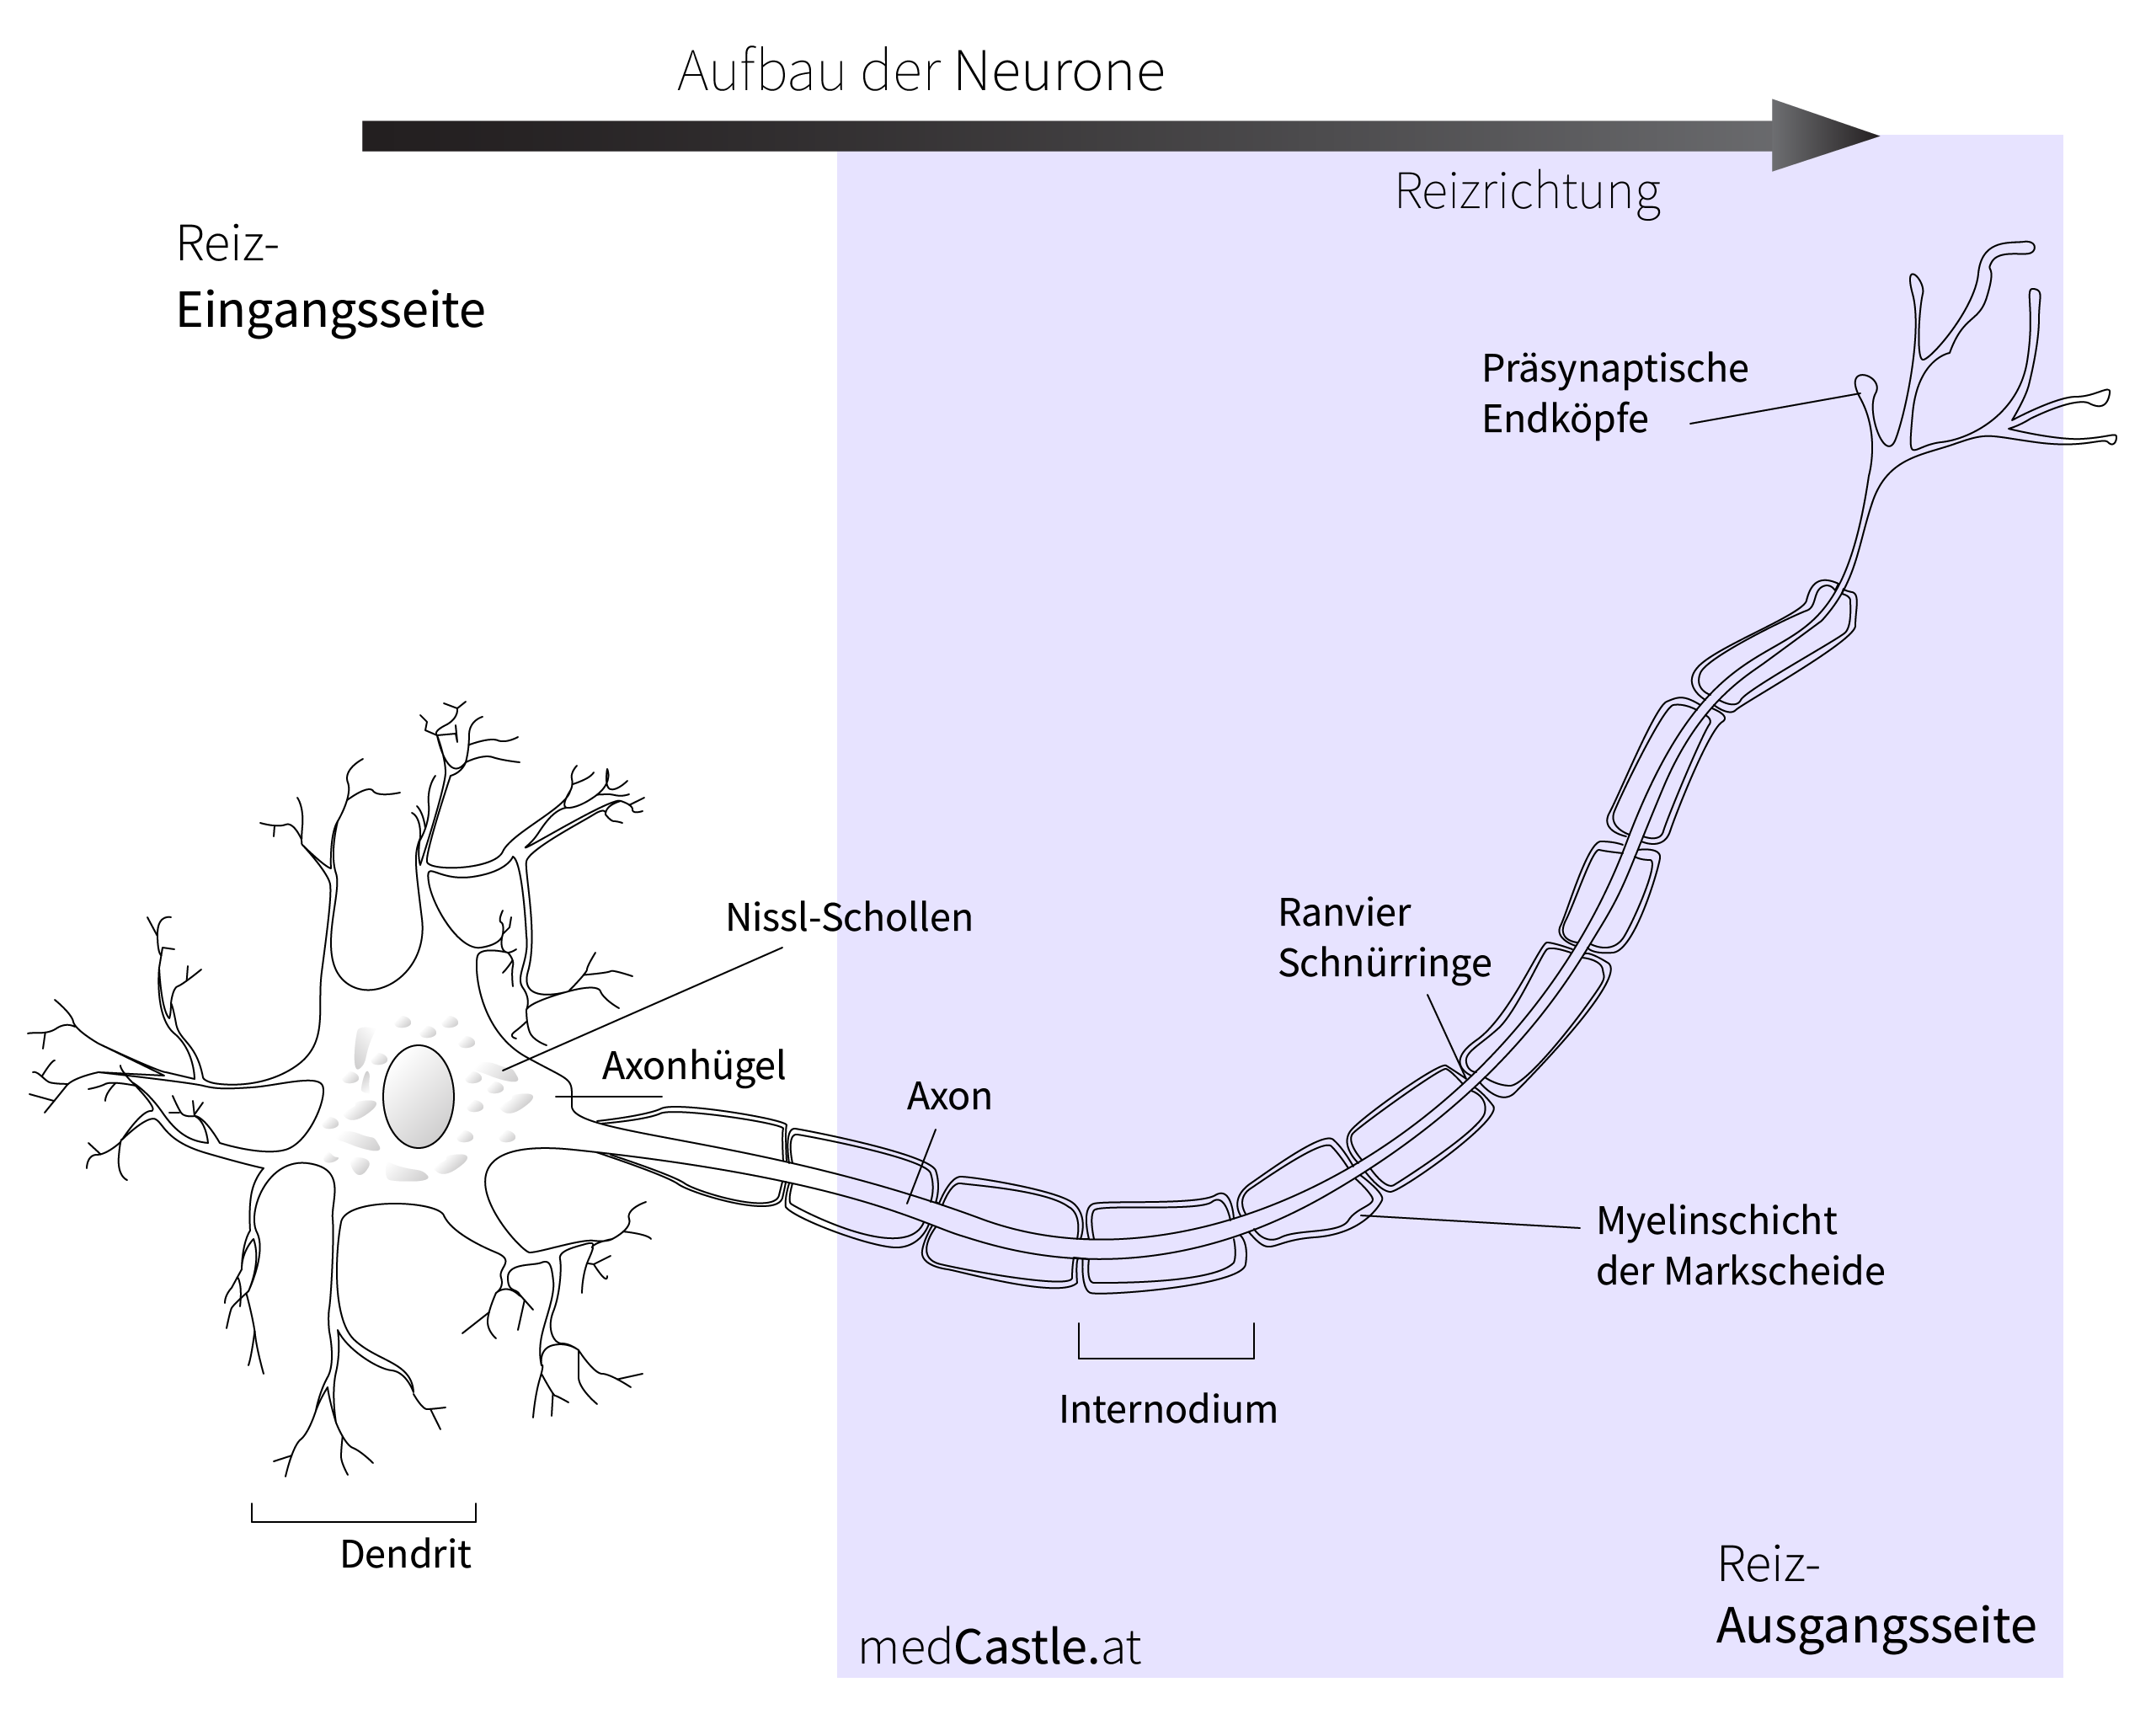 Aufbau der Neurone
Reizrichtung
Reiz-
Eingangsseite
Präsynaptische
Endköpfe
Nissl-Schollen
Ranvier
Schnürringe
Axonhügel
Axon
Myelinschicht
der Markscheide
Internodium
Dendrit
Reiz-
Ausgangsseite
medCastle.at